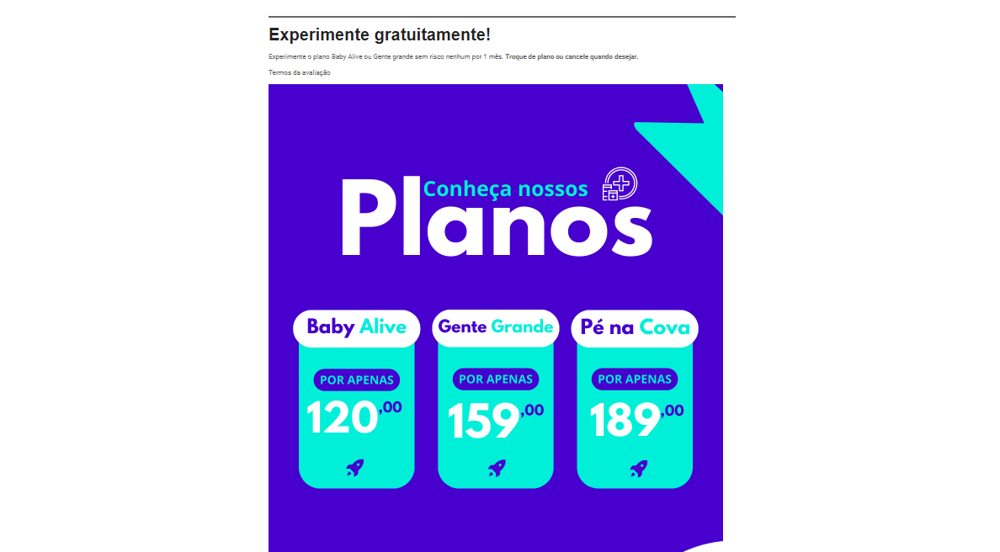 Experimente gratuitamente!
Experimente o plano Baby Alive ou Gente grande sem risco nenhum por 1 mês. Troque de plano ou cancele quando desejar.
Termos da avaliação
Conheça nossos
Planos
Baby Alive
POR APENAS
120,00
Gente Grande
POR APENAS
159,00
Pé na Cova
POR APENAS
189,00